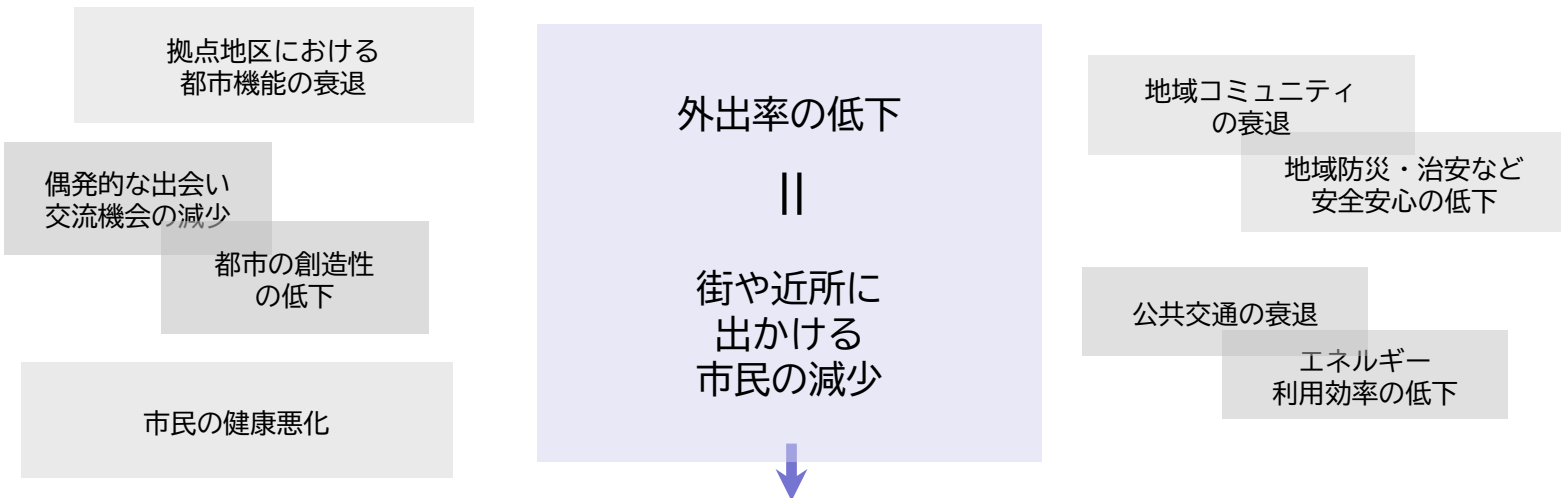 拠点地区における
都市機能の衰退
偶発的な出会い
交流機会の減少
都市の創造性
の低下
市民の健康悪化
外出率の低下
||
街や近所に
出かける
市民の減少
地域コミュニティ
の衰退
地域防災・治安など
安全安心の低下
公共交通の衰退
エネルギー
利用効率の低下